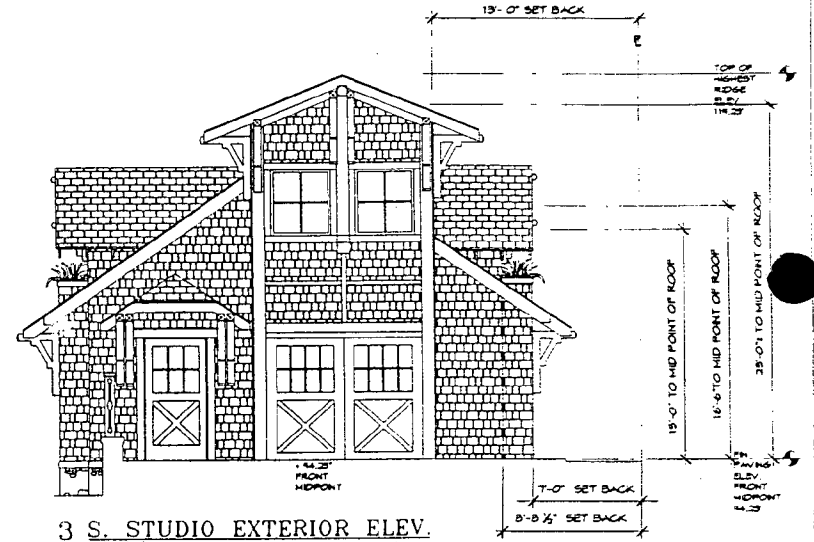 13'-0" SET BACK
TOP OF
HIGHEST
RIDGE
ELEV
119.25'
15'-0" TO MID POINT OF ROOF
16'-6" TO MID POINT OF ROOF
25'-0"± TO MID POINT OF ROOF
FRONT
MIDPOINT
FIN.
PAVING
ELEV.
FRONT
MIDPOINT
94.25
7'-0" SET BACK
8'-8 ½" SET BACK
3 S. STUDIO EXTERIOR ELEV.